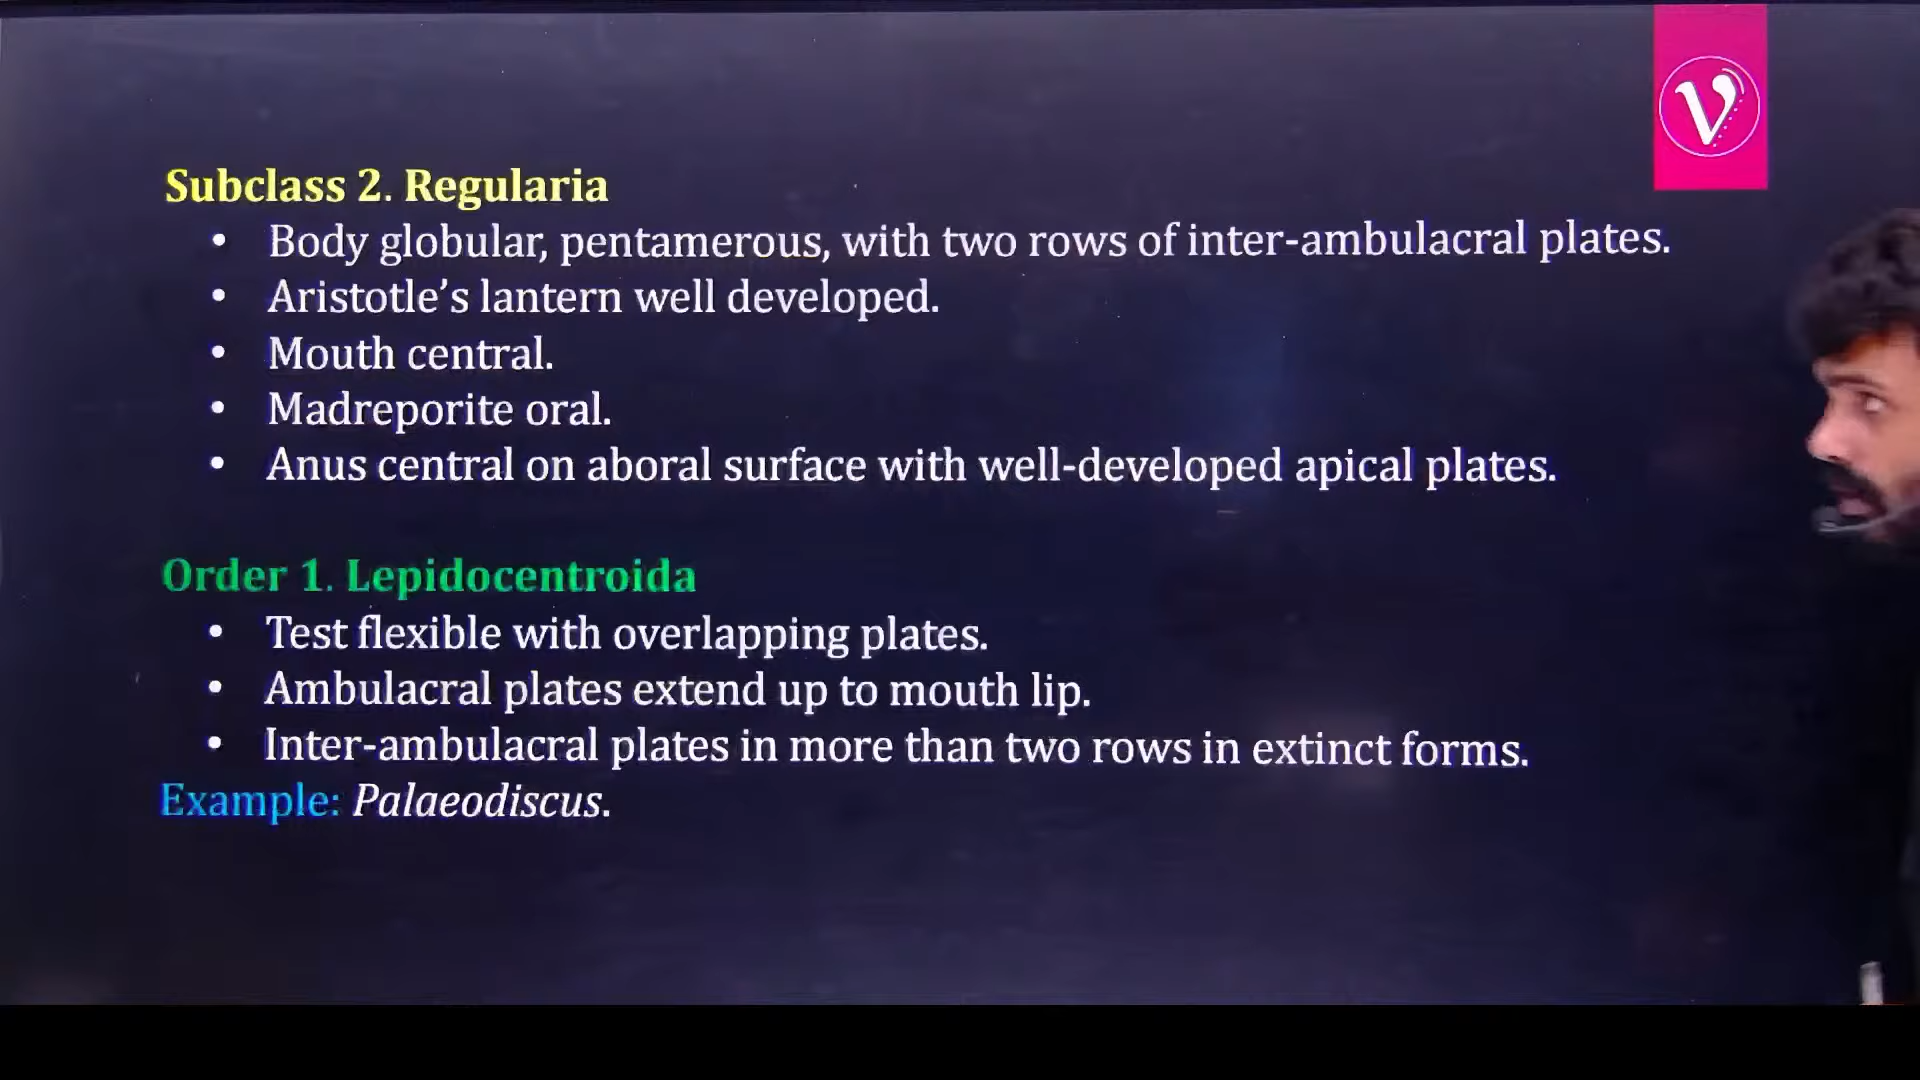 Subclass 2. Regularia
• Body globular, pentamerous, with two rows of inter-ambulacral plates.
• Aristotle’s lantern well developed.
• Mouth central.
• Madreporite oral.
• Anus central on aboral surface with well-developed apical plates.
Order 1. Lepidocentroida
• Test flexible with overlapping plates.
• Ambulacral plates extend up to mouth lip.
• Inter-ambulacral plates in more than two rows in extinct forms.
Example: Palaeodiscus.
V